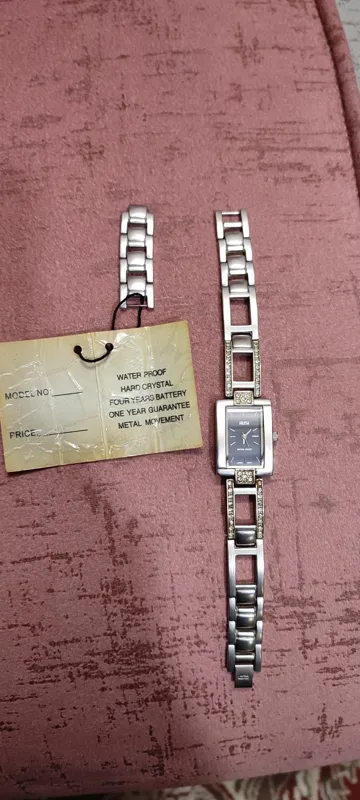 MODEL NO.
PRICE:
WATER PROOF
HARD CRYSTAL
FOUR YEARS BATTERY
ONE YEAR GUARANTEE
METAL MOVEMENT